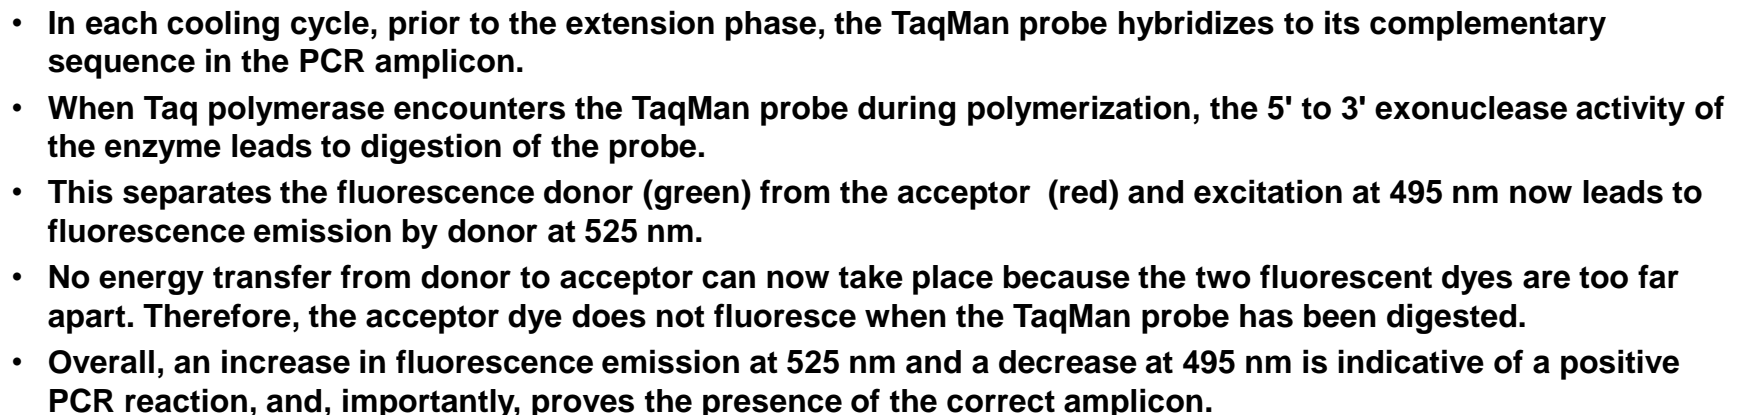 • In each cooling cycle, prior to the extension phase, the TaqMan probe hybridizes to its complementary
sequence in the PCR amplicon.
• When Taq polymerase encounters the TaqMan probe during polymerization, the 5' to 3' exonuclease activity of
the enzyme leads to digestion of the probe.
• This separates the fluorescence donor (green) from the acceptor (red) and excitation at 495 nm now leads to
fluorescence emission by donor at 525 nm.
• No energy transfer from donor to acceptor can now take place because the two fluorescent dyes are too far
apart. Therefore, the acceptor dye does not fluoresce when the TaqMan probe has been digested.
• Overall, an increase in fluorescence emission at 525 nm and a decrease at 495 nm is indicative of a positive
PCR reaction, and, importantly, proves the presence of the correct amplicon.